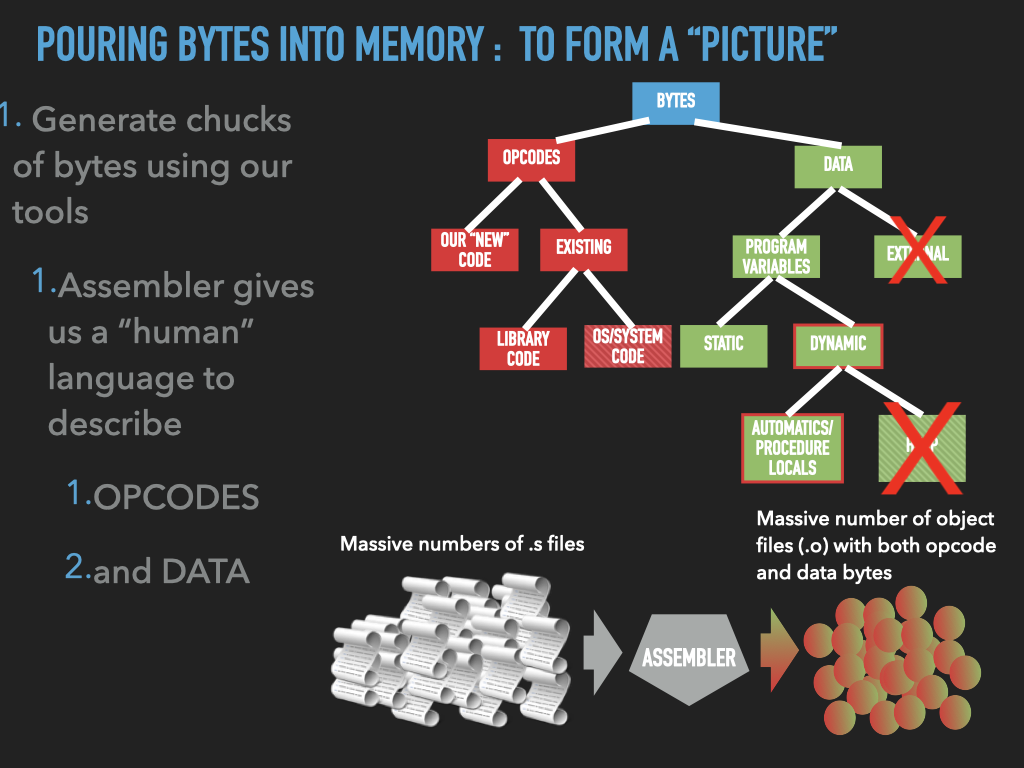 POURING BYTES INTO MEMORY : TO FORM A “PICTURE”
1. Generate chucks
of bytes using our
tools
1.Assembler gives
us a “human”
language to
describe
1.OPCODES
2.and DATA
BYTES
OPCODES
DATA
OUR “NEW”
CODE
EXISTING
PROGRAM
VARIABLES
LIBRARY
CODE
OS/SYSTEM
CODE
STATIC
DYNAMIC
AUTOMATICS/
PROCEDURE
LOCALS
Massive numbers of .s files
Massive number of object
files (.o) with both opcode
and data bytes
ASSEMBLER